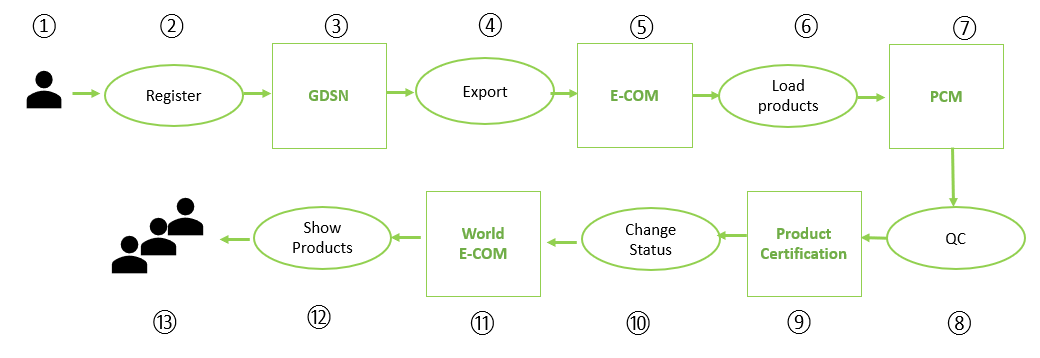 ① ② ③ ④ ⑤ ⑥ ⑦
Register GDSN Export E-COM Load
products PCM
Show
Products World
E-COM Change
Status Product
Certification QC
⑬ ⑫ ⑪ ⑩ ⑨ ⑧